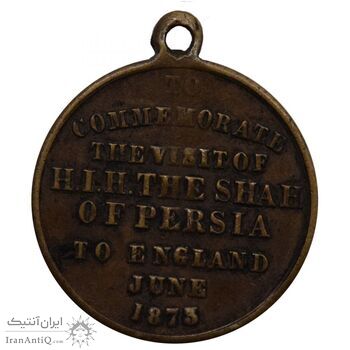 TO
COMMEMORATE
THE VISIT OF
H.I.H. THE SHAH
OF PERSIA
TO ENGLAND
JUNE
1873
ایران آنتیک
IranAntiQ.com